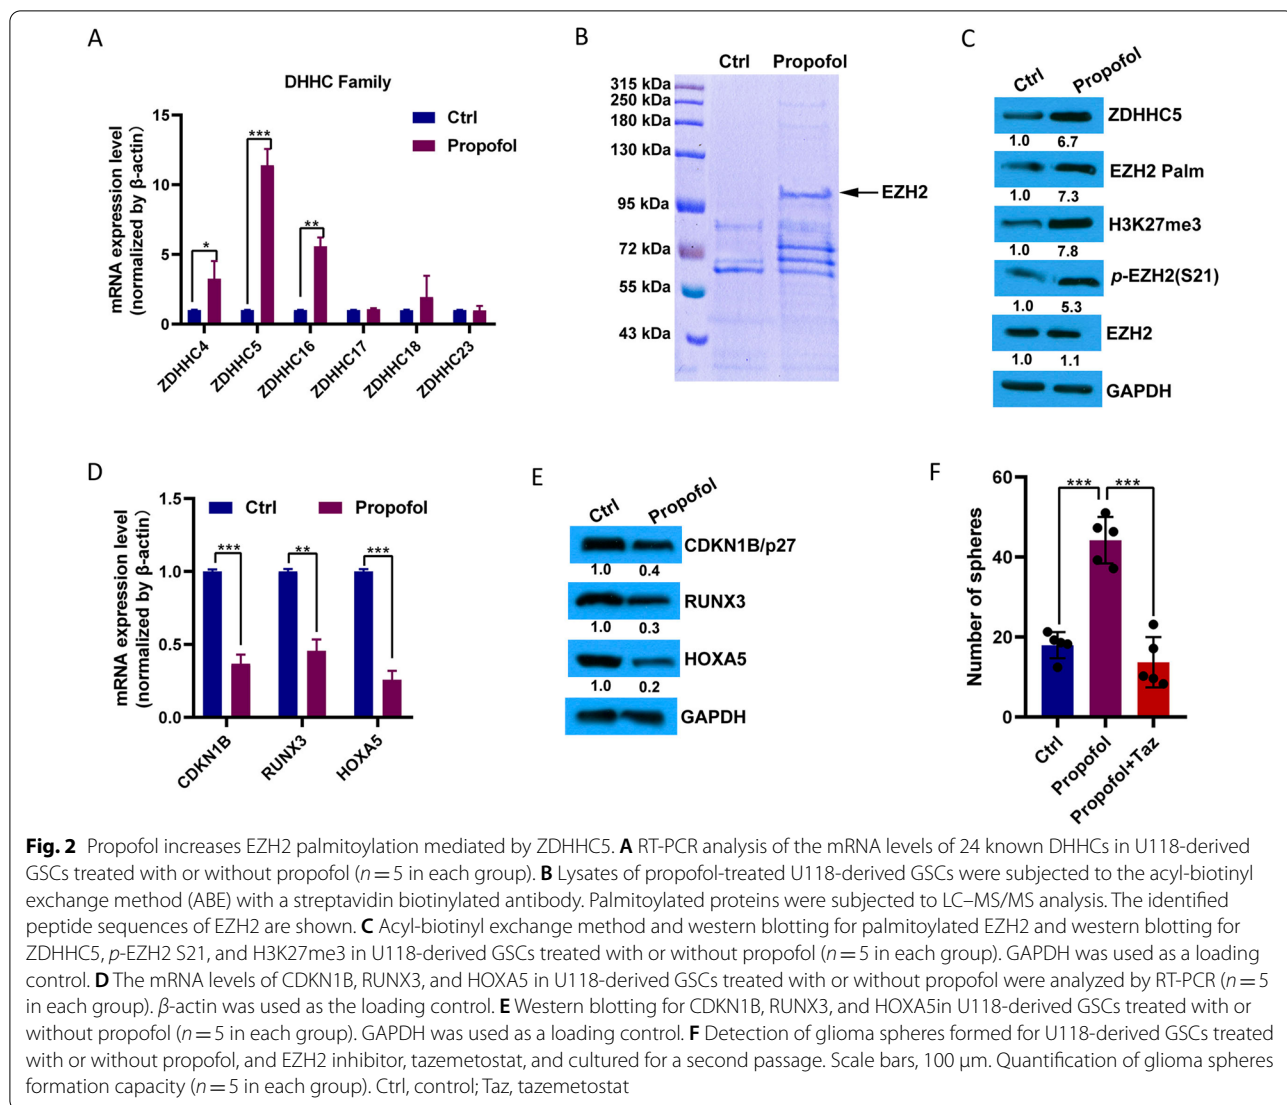 A
DHHC Family
mRNA expression level
(normalized by β-actin)
15
10
5
0
Ctrl
Propofol
*
***
**
ZDHHC4
ZDHHC5
ZDHHC16
ZDHHC17
ZDHHC18
ZDHHC23
B
Ctrl Propofol
315 kDa
250 kDa
180 kDa
130 kDa
95 kDa
72 kDa
55 kDa
43 kDa
EZH2
C
Ctrl Propofol
ZDHHC5
1.0 6.7
EZH2 Palm
1.0 7.3
H3K27me3
1.0 7.8
p-EZH2(S21)
1.0 5.3
EZH2
1.0 1.1
GAPDH
D
mRNA expression level
(normalized by β-actin)
1.5
1.0
0.5
0.0
Ctrl Propofol
***
**
***
CDKN1B
RUNX3
HOXA5
E
Ctrl Propofol
CDKN1B/p27
1.0 0.4
RUNX3
1.0 0.3
HOXA5
1.0 0.2
GAPDH
F
Number of spheres
60
40
20
0
*** ***
Ctrl
Propofol
Propofol+Taz
Fig. 2 Propofol increases EZH2 palmitoylation mediated by ZDHHC5. A RT-PCR analysis of the mRNA levels of 24 known DHHCs in U118-derived
GSCs treated with or without propofol (n = 5 in each group). B Lysates of propofol-treated U118-derived GSCs were subjected to the acyl-biotinyl
exchange method (ABE) with a streptavidin biotinylated antibody. Palmitoylated proteins were subjected to LC–MS/MS analysis. The identified
peptide sequences of EZH2 are shown. C Acyl-biotinyl exchange method and western blotting for palmitoylated EZH2 and western blotting for
ZDHHC5, p-EZH2 S21, and H3K27me3 in U118-derived GSCs treated with or without propofol (n = 5 in each group). GAPDH was used as a loading
control. D The mRNA levels of CDKN1B, RUNX3, and HOXA5 in U118-derived GSCs treated with or without propofol were analyzed by RT-PCR (n = 5
in each group). β-actin was used as the loading control. E Western blotting for CDKN1B, RUNX3, and HOXA5in U118-derived GSCs treated with or
without propofol (n = 5 in each group). GAPDH was used as a loading control. F Detection of glioma spheres formed for U118-derived GSCs treated
with or without propofol, and EZH2 inhibitor, tazemetostat, and cultured for a second passage. Scale bars, 100 μm. Quantification of glioma spheres
formation capacity (n = 5 in each group). Ctrl, control; Taz, tazemetostat